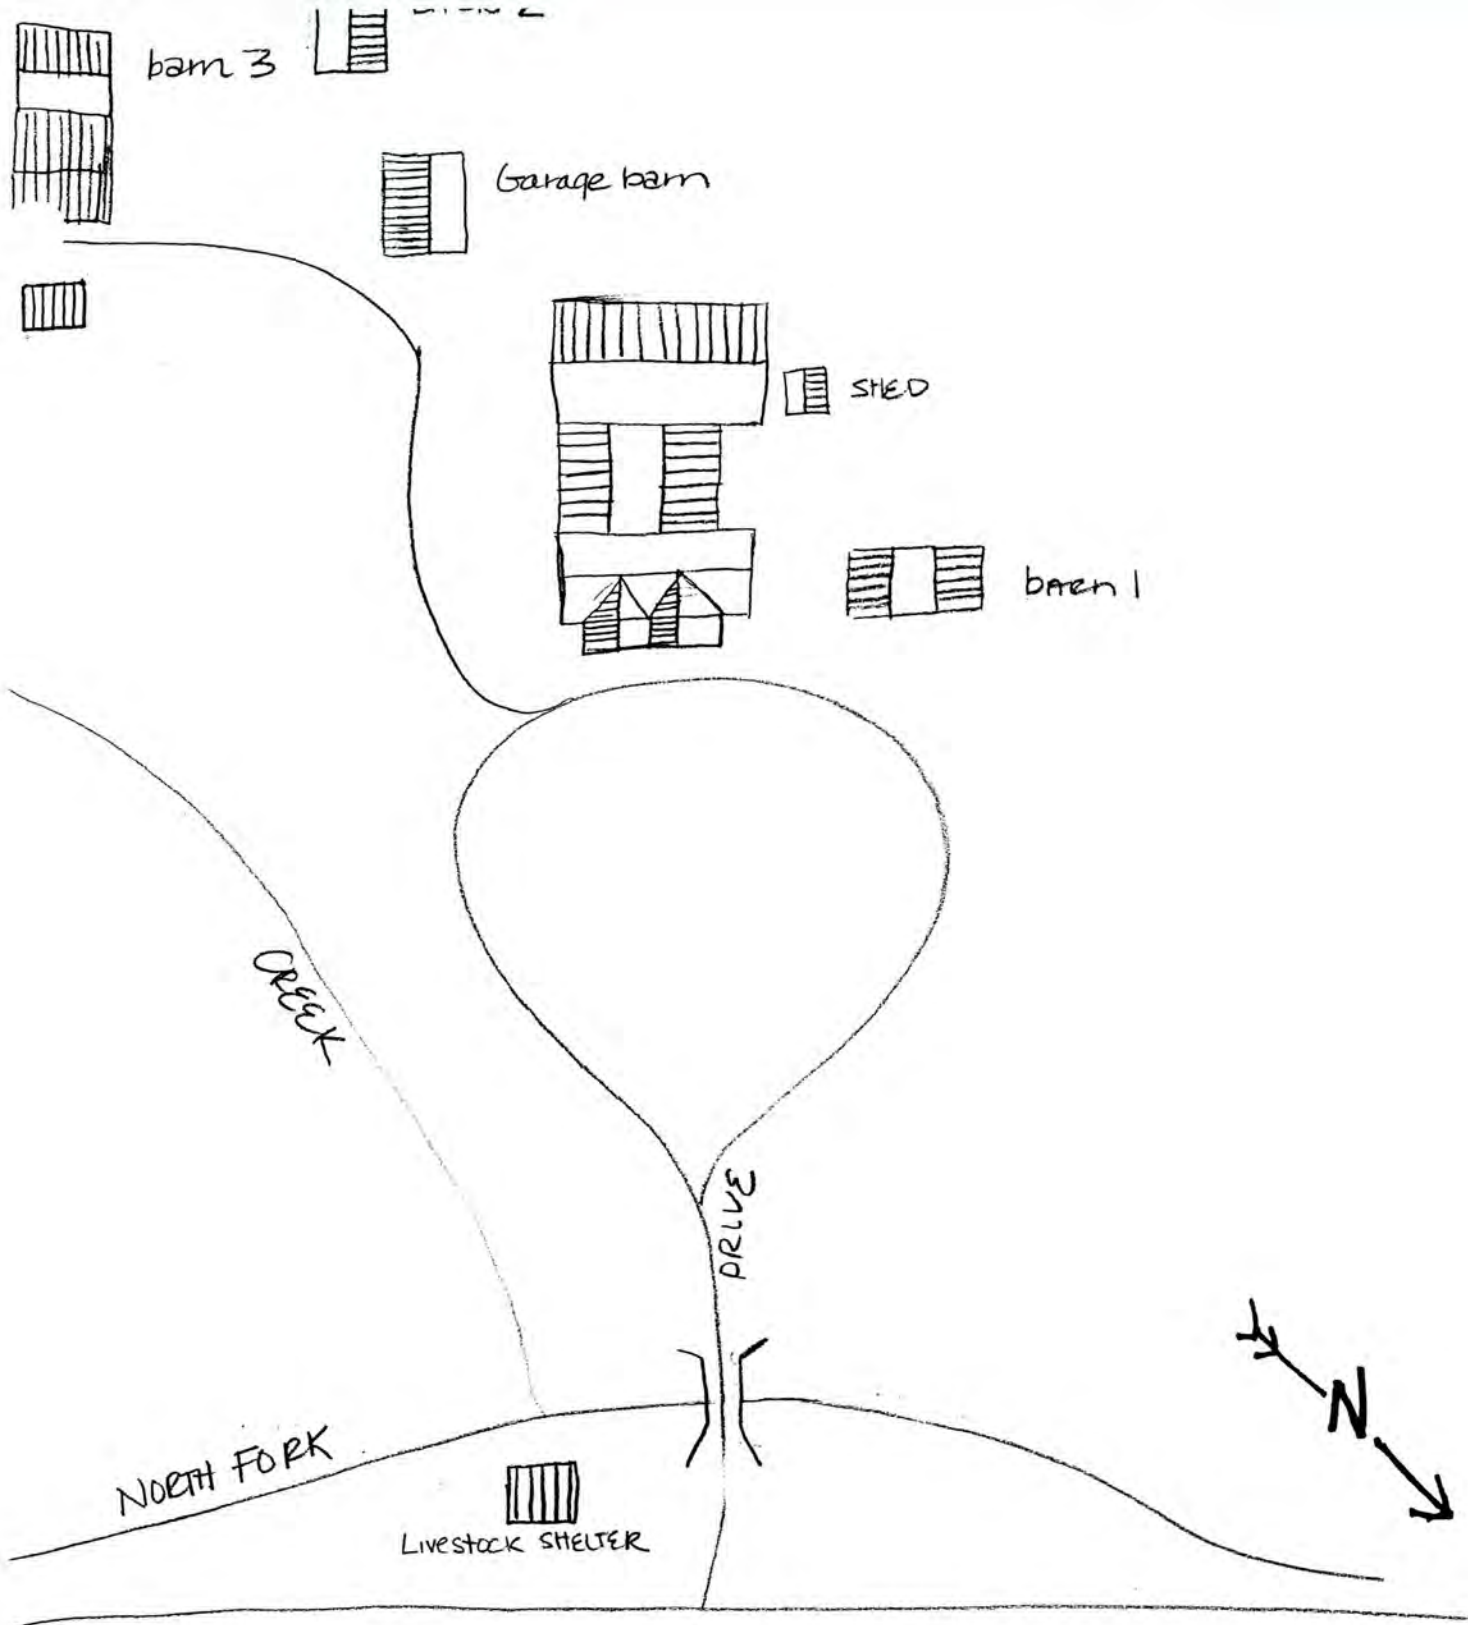 barn 3
Garage barn
SHED
bARn 1
CREEK
DRIVE
N
NORTH FORK
Livestock SHELTER